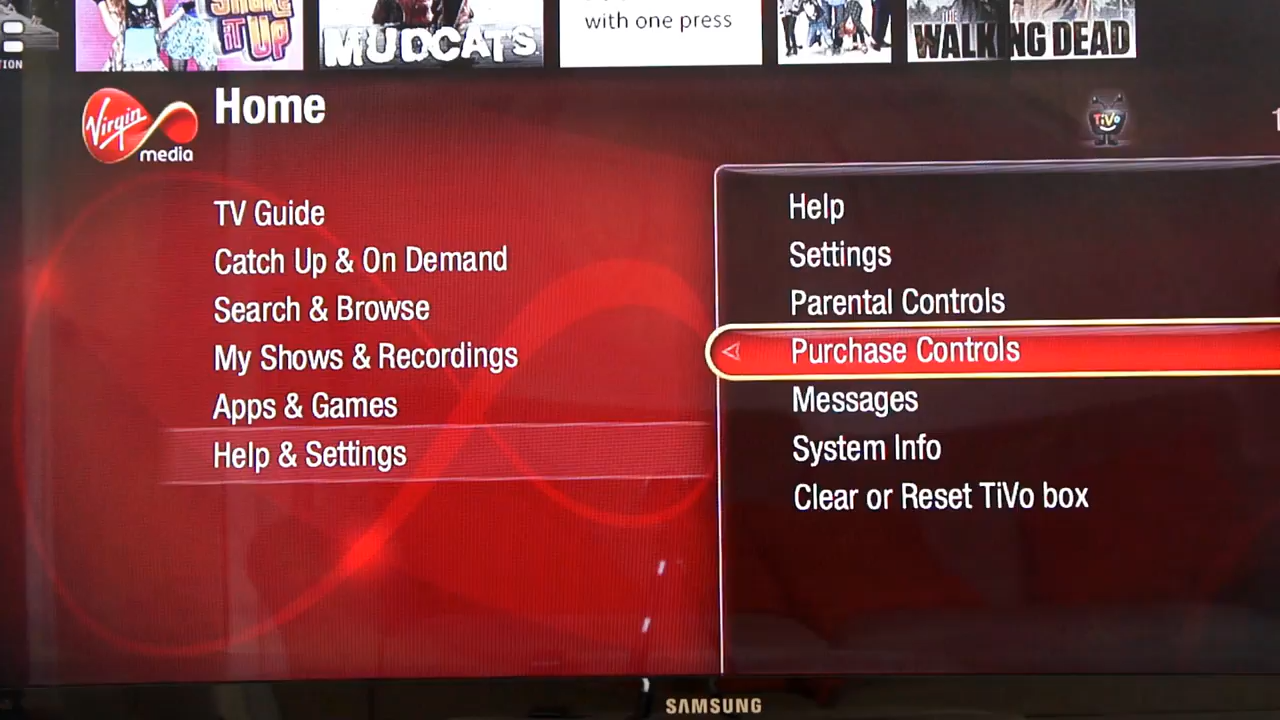 SHAKE
IT UP
MUDCATS
with one press
THE
WALKING DEAD
TION
Virgin
media
Home
TiVo
TV Guide
Catch Up & On Demand
Search & Browse
My Shows & Recordings
Apps & Games
Help & Settings
Help
Settings
Parental Controls
Purchase Controls
Messages
System Info
Clear or Reset TiVo box
SAMSUNG